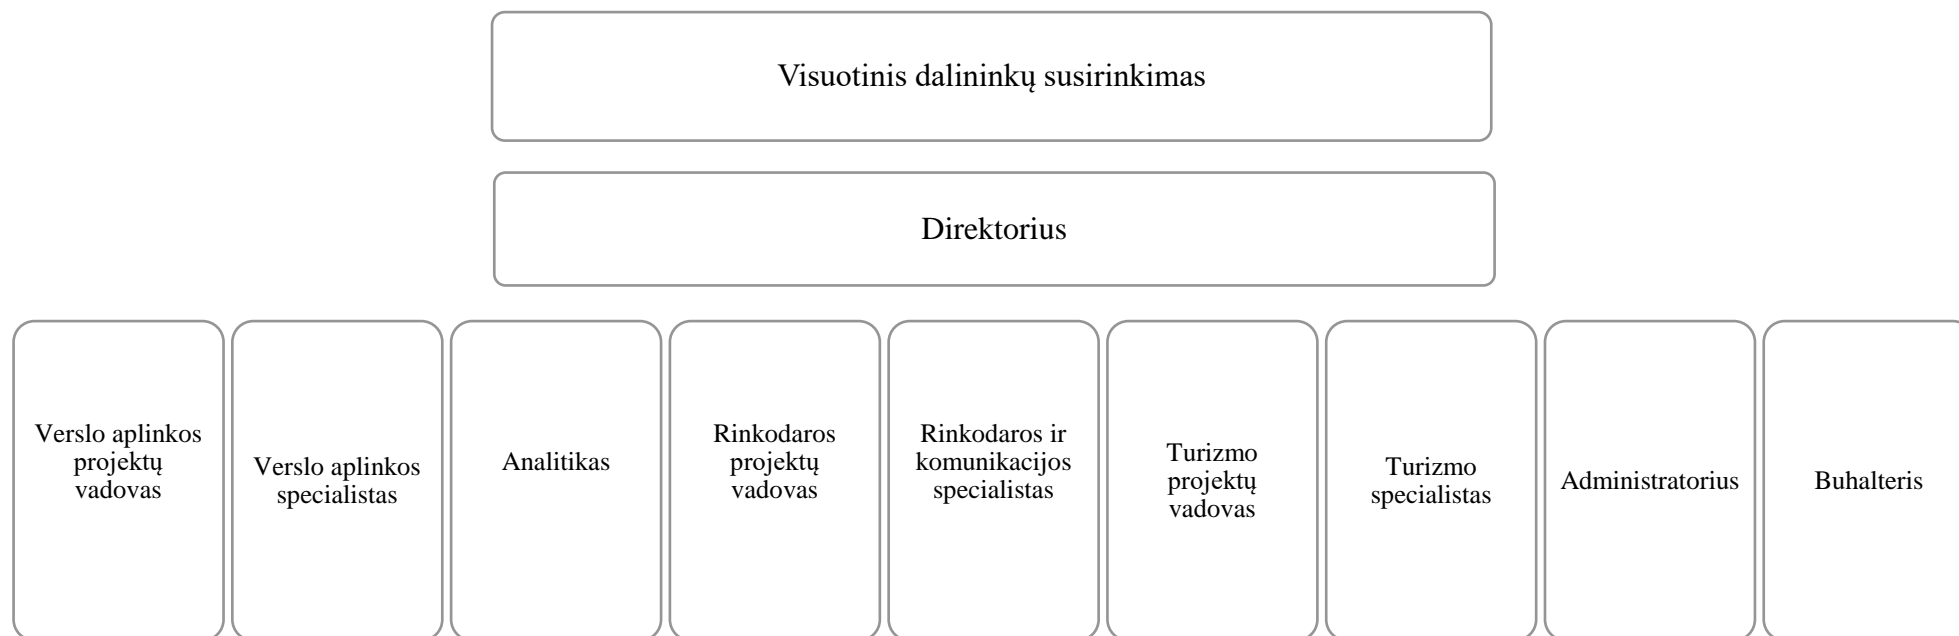 Visuotinis dalininkų susirinkimas
Direktorius
Verslo aplinkos
projektų
vadovas
Verslo aplinkos
specialistas
Analitikas
Rinkodaros
projektų
vadovas
Rinkodaros ir
komunikacijos
specialistas
Turizmo
projektų
vadovas
Turizmo
specialistas
Administratorius
Buhalteris